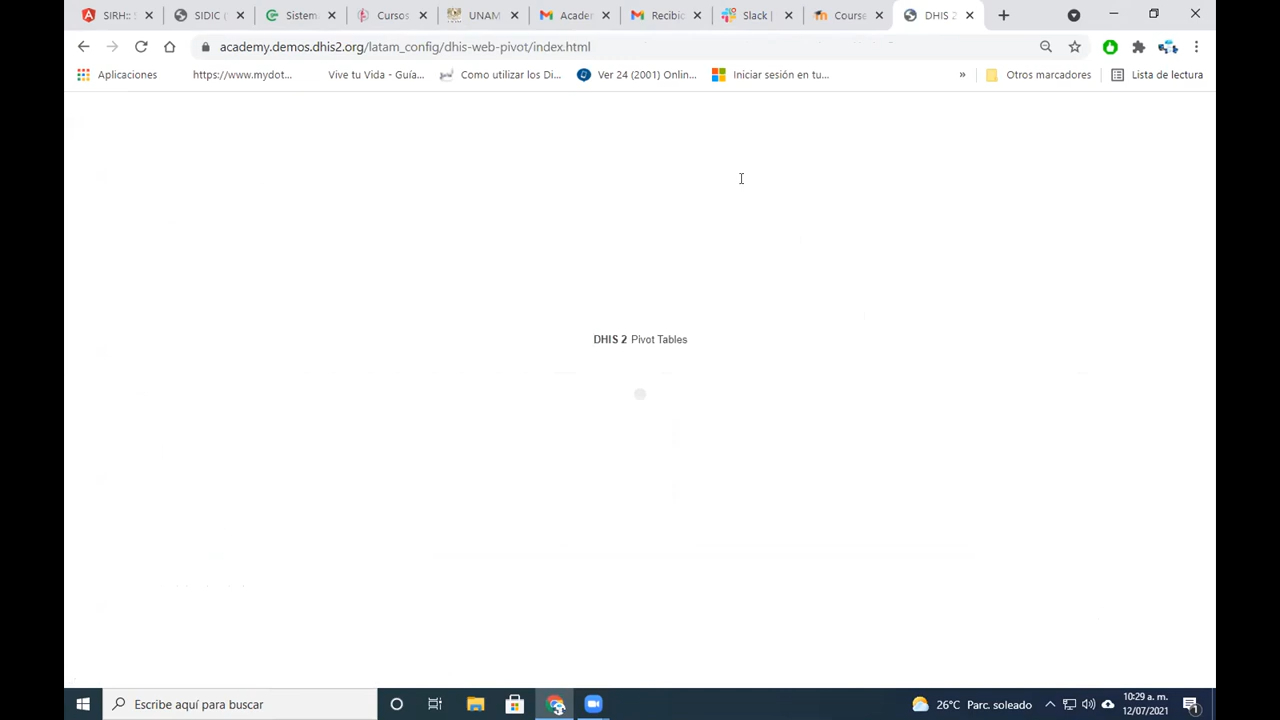 SIRH:: S
SIDIC (
Sistem
Cursos
UNAM
Acader
Recibic
Slack |
Course
DHIS 2
academy.demos.dhis2.org/latam_config/dhis-web-pivot/index.html
Aplicaciones
https://www.mydot...
Vive tu Vida - Guía...
Como utilizar los Di...
Ver 24 (2001) Onlin...
Iniciar sesión en tu...
»
Otros marcadores
Lista de lectura
DHIS 2 Pivot Tables
Escribe aquí para buscar
26°C Parc. soleado
10:29 a. m.
12/07/2021
1